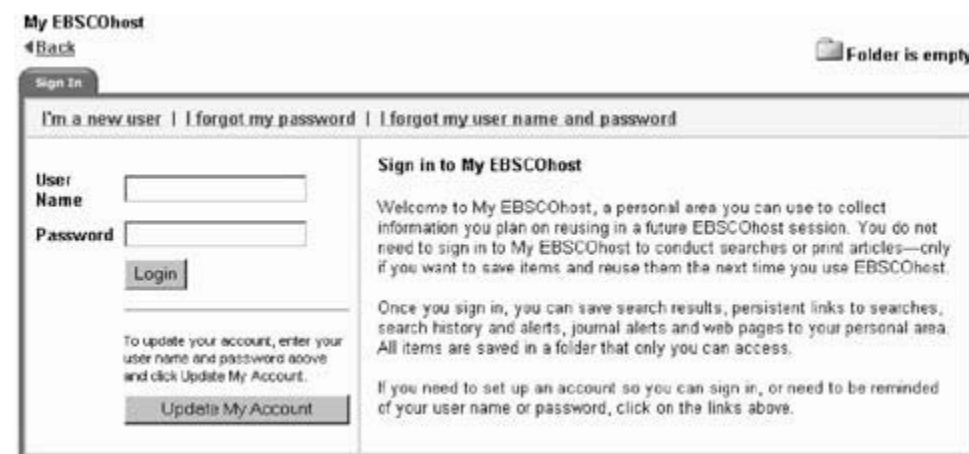 My EBSCOhost
Back
Folder is empty
Sign In
I'm a new user | I forgot my password | I forgot my user name and password
User
Name
Password
Login
To update your account, enter your
user name and password above
and click Update My Account.
Update My Account
Sign in to My EBSCOhost
Welcome to My EBSCOhost, a personal area you can use to collect
information you plan on reusing in a future EBSCOhost session. You do not
need to sign in to My EBSCOhost to conduct searches or print articles—only
if you want to save items and reuse them the next time you use EBSCOhost.
Once you sign in, you can save search results, persistent links to searches,
search history and alerts, journal alerts and web pages to your personal area.
All items are saved in a folder that only you can access.
If you need to set up an account so you can sign in, or need to be reminded
of your user name or password, click on the links above.